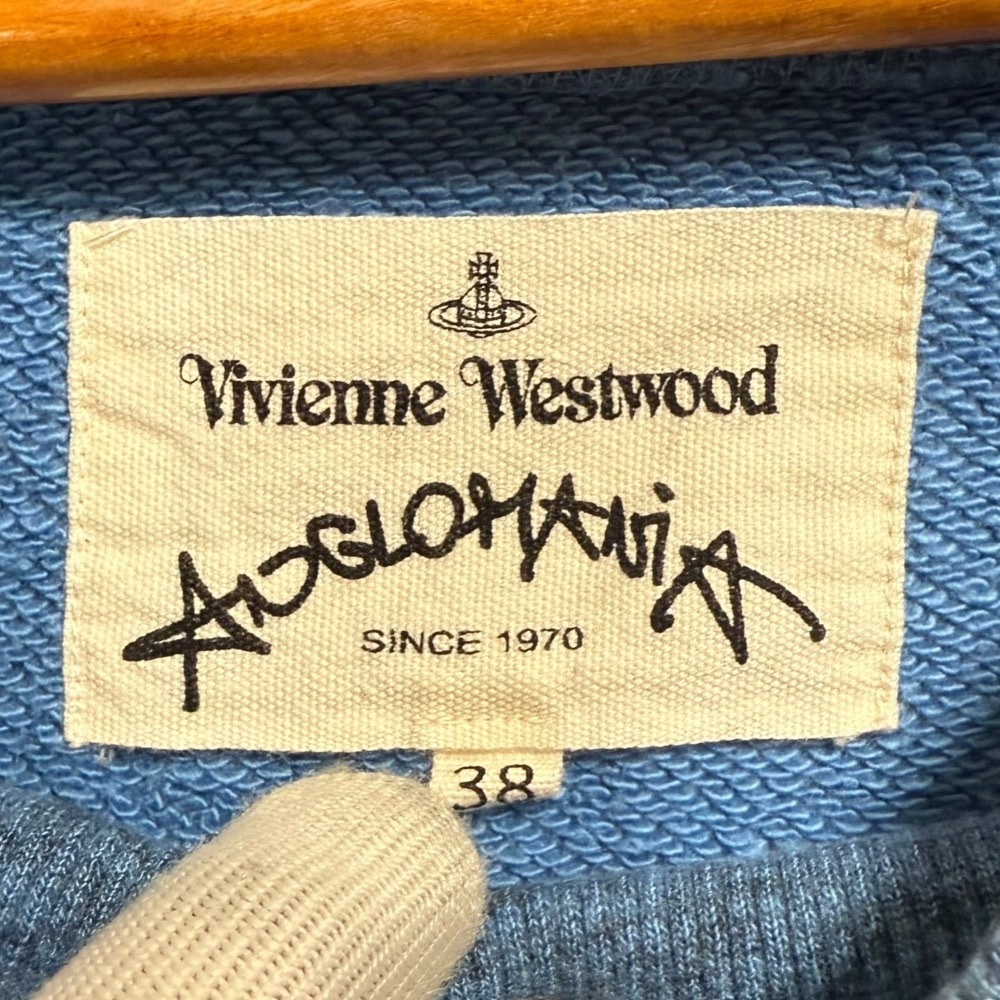 Vivienne Westwood
ANGLOMANiA
SINCE 1970
38